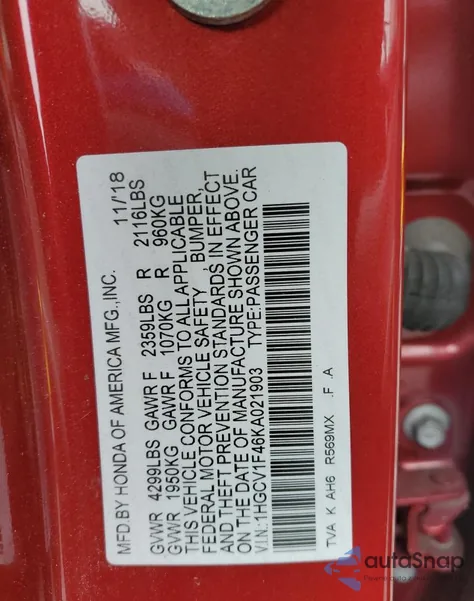 MFD.BY HONDA OF AMERICA MFG.,INC. 11/18
GVWR 4299LBS GAWR F 2359LBS R 2116LBS
GVWR 1950KG GAWR F 1070KG R 960KG
THIS VEHICLE CONFORMS TO ALL APPLICABLE
FEDERAL MOTOR VEHICLE SAFETY, BUMPER,
AND THEFT PREVENTION STANDARDS IN EFFECT
ON THE DATE OF MANUFACTURE SHOWN ABOVE.
V.I.N.:1HGCV1F46KA021903 TYPE:PASSENGER CAR
TVA K AH6 R569MX .F .A
autoSnap